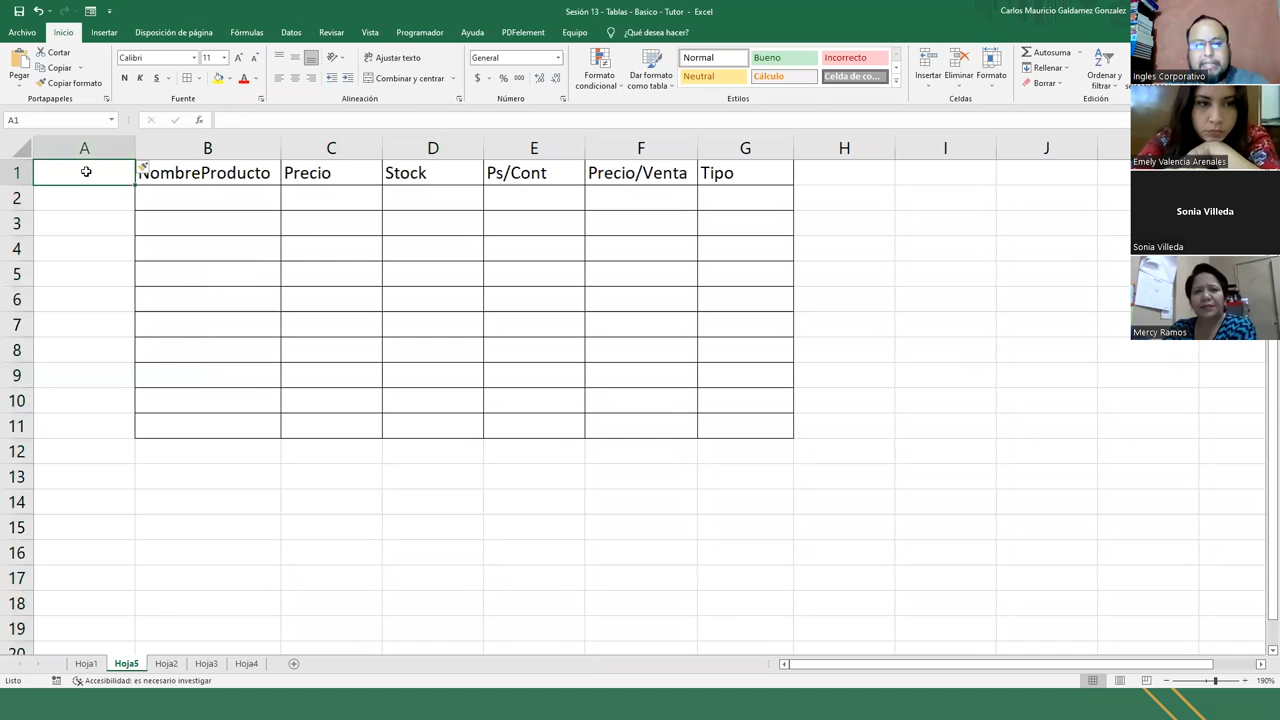 Sesión 13 - Tablas - Basico - Tutor - Excel
Carlos Mauricio Galdamez Gonzalez
Archivo Inicio Insertar Disposición de página Fórmulas Datos Revisar Vista Programador Ayuda PDFelement Equipo ¿Qué desea hacer?
Pegar
Cortar
Copiar
Copiar formato
Portapapeles
Calibri 11
N K S
Fuente
Ajustar texto
Combinar y centrar
Alineación
General
$ % 000
Número
Formato condicional
Dar formato como tabla
Normal Bueno Incorrecto
Neutral Cálculo Celda de co...
Estilos
Insertar Eliminar Formato
Celdas
Autosuma
Rellenar
Borrar
Ordenar y filtrar
Edición
A1 fx
A B C D E F G H I J
1 NombreProducto Precio Stock Ps/Cont Precio/Venta Tipo
2
3
4
5
6
7
8
9
10
11
12
13
14
15
16
17
18
19
20
Ingles Corporativo
Emely Valencia Arenales
Sonia Villeda
Sonia Villeda
Mercy Ramos
Hoja1 Hoja5 Hoja2 Hoja3 Hoja4
Listo Accesibilidad: es necesario investigar 190%